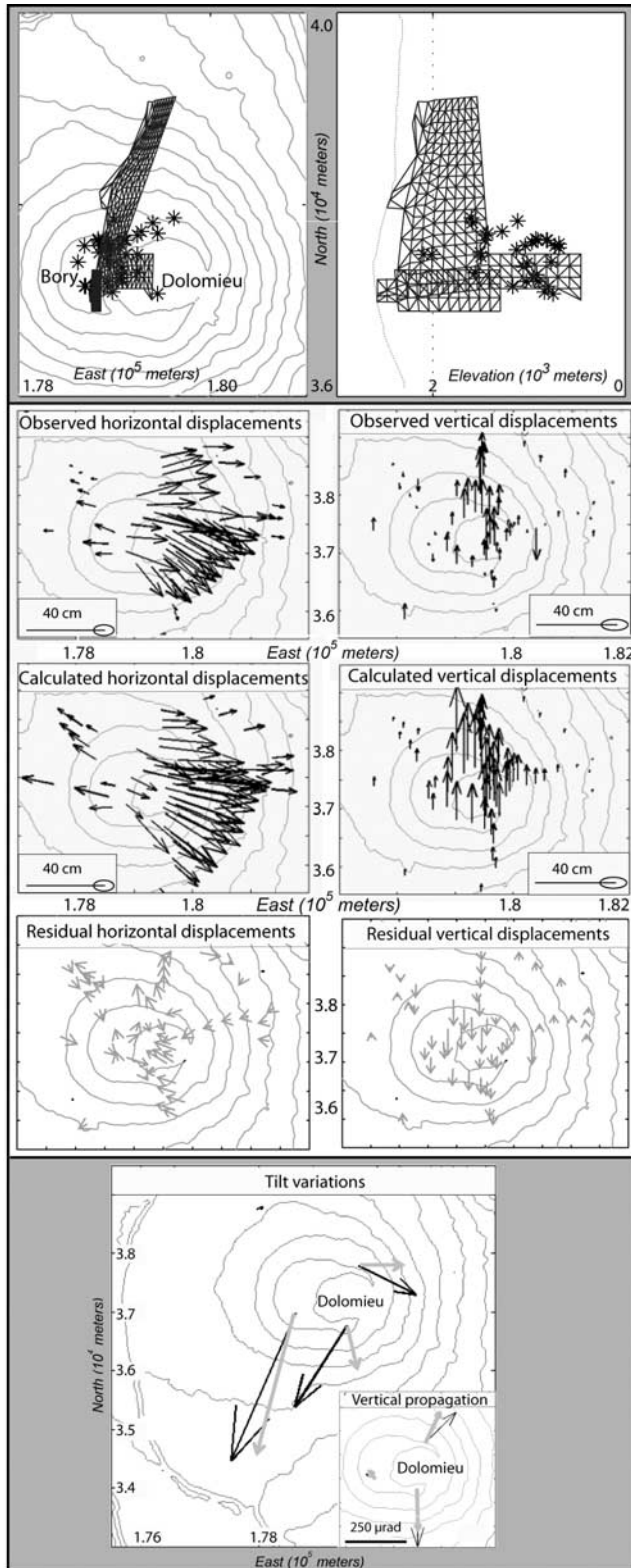 4.0
North (10⁴ meters)
Bory
Dolomieu
East (10⁵ meters)
1.78
1.80
3.6
Elevation (10³ meters)
2
0
Observed horizontal displacements
Observed vertical displacements
3.8
3.7
3.6
40 cm
40 cm
1.78
1.8
East (10⁵ meters)
1.8
1.82
Calculated horizontal displacements
Calculated vertical displacements
3.8
3.7
3.6
3.5
40 cm
40 cm
1.78
1.8
East (10⁵ meters)
1.8
1.82
Residual horizontal displacements
Residual vertical displacements
3.8
3.7
3.6
Tilt variations
3.8
3.7
3.6
3.5
3.4
North (10⁴ meters)
Dolomieu
Vertical propagation
Dolomieu
250 µrad
1.76
1.78
East (10⁵ meters)